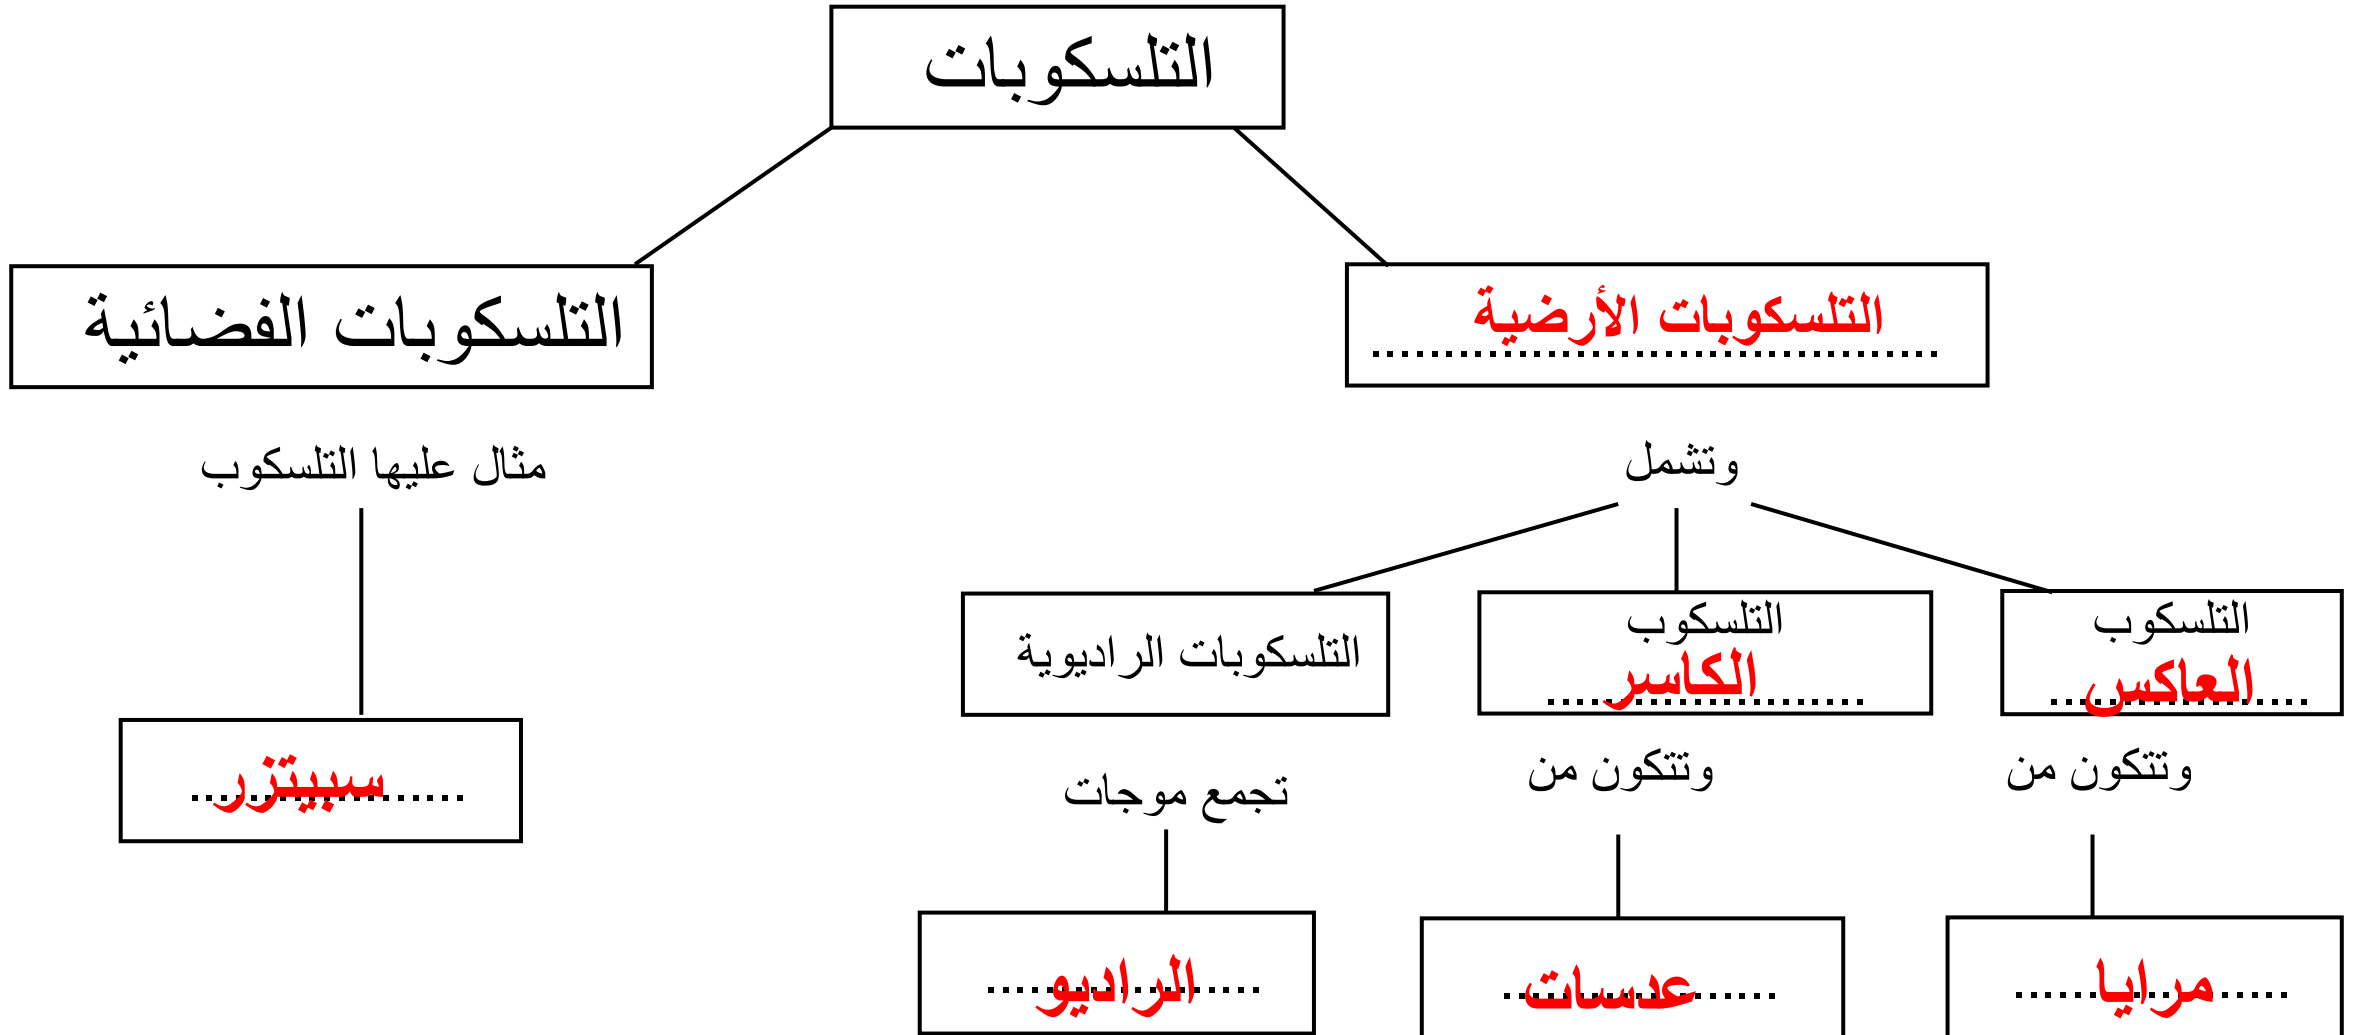 التلسكوبات
التلسكوبات الأرضية
التلسكوبات الفضائية
وتشمل
مثال عليها التلسكوب
التلسكوب
العاكس
التلسكوب
الكاسر
التلسكوبات الراديوية
وتتكون من
وتتكون من
تجمع موجات
سبيتزر
مرايا
عدسات
الراديو